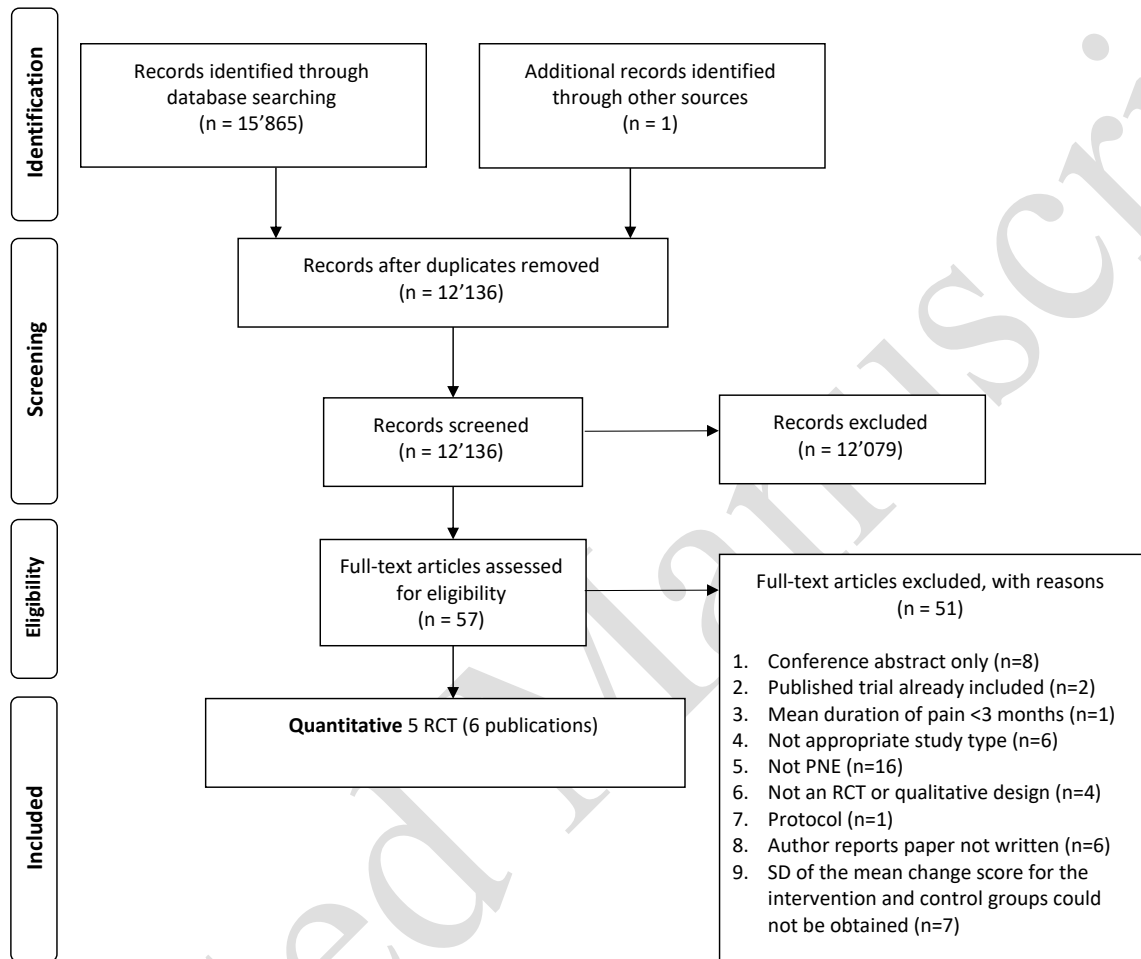 Identification
Records identified through
database searching
(n = 15’865)
Additional records identified
through other sources
(n = 1)
Screening
Records after duplicates removed
(n = 12’136)
Records screened
(n = 12’136)
Records excluded
(n = 12’079)
Eligibility
Full-text articles assessed
for eligibility
(n = 57)
Full-text articles excluded, with reasons
(n = 51)
1. Conference abstract only (n=8)
2. Published trial already included (n=2)
3. Mean duration of pain <3 months (n=1)
4. Not appropriate study type (n=6)
5. Not PNE (n=16)
6. Not an RCT or qualitative design (n=4)
7. Protocol (n=1)
8. Author reports paper not written (n=6)
9. SD of the mean change score for the
intervention and control groups could
not be obtained (n=7)
Included
Quantitative 5 RCT (6 publications)
ed Manuscri